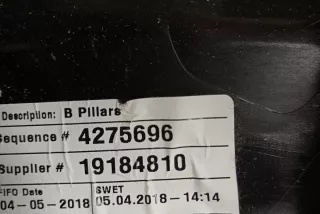 Description: B Pillars
Sequence # 4275696
Supplier # 19184810
FIFO Date SWET
04-05-2018 05.04.2018-14:14